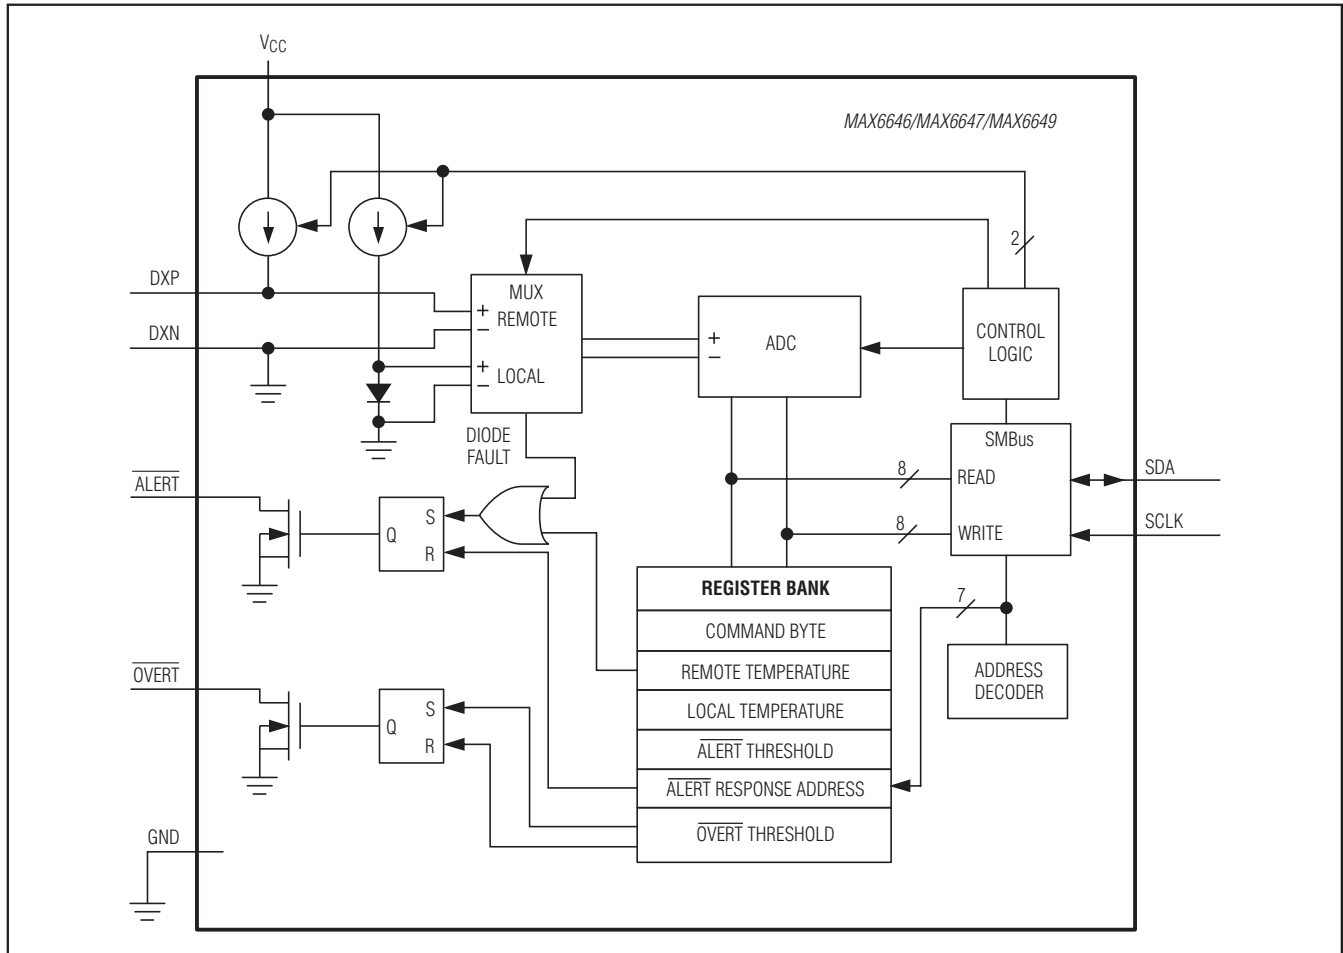 VCC
MAX6646/MAX6647/MAX6649
2
DXP
MUX
+
REMOTE
−
DXN
+
LOCAL
−
+
ADC
−
CONTROL
LOGIC
DIODE
FAULT
SMBus
8
READ
SDA
ALERT
S
Q
R
8
WRITE
SCLK
REGISTER BANK
7
COMMAND BYTE
REMOTE TEMPERATURE
ADDRESS
DECODER
OVERT
S
Q
R
LOCAL TEMPERATURE
ALERT THRESHOLD
ALERT RESPONSE ADDRESS
OVERT THRESHOLD
GND